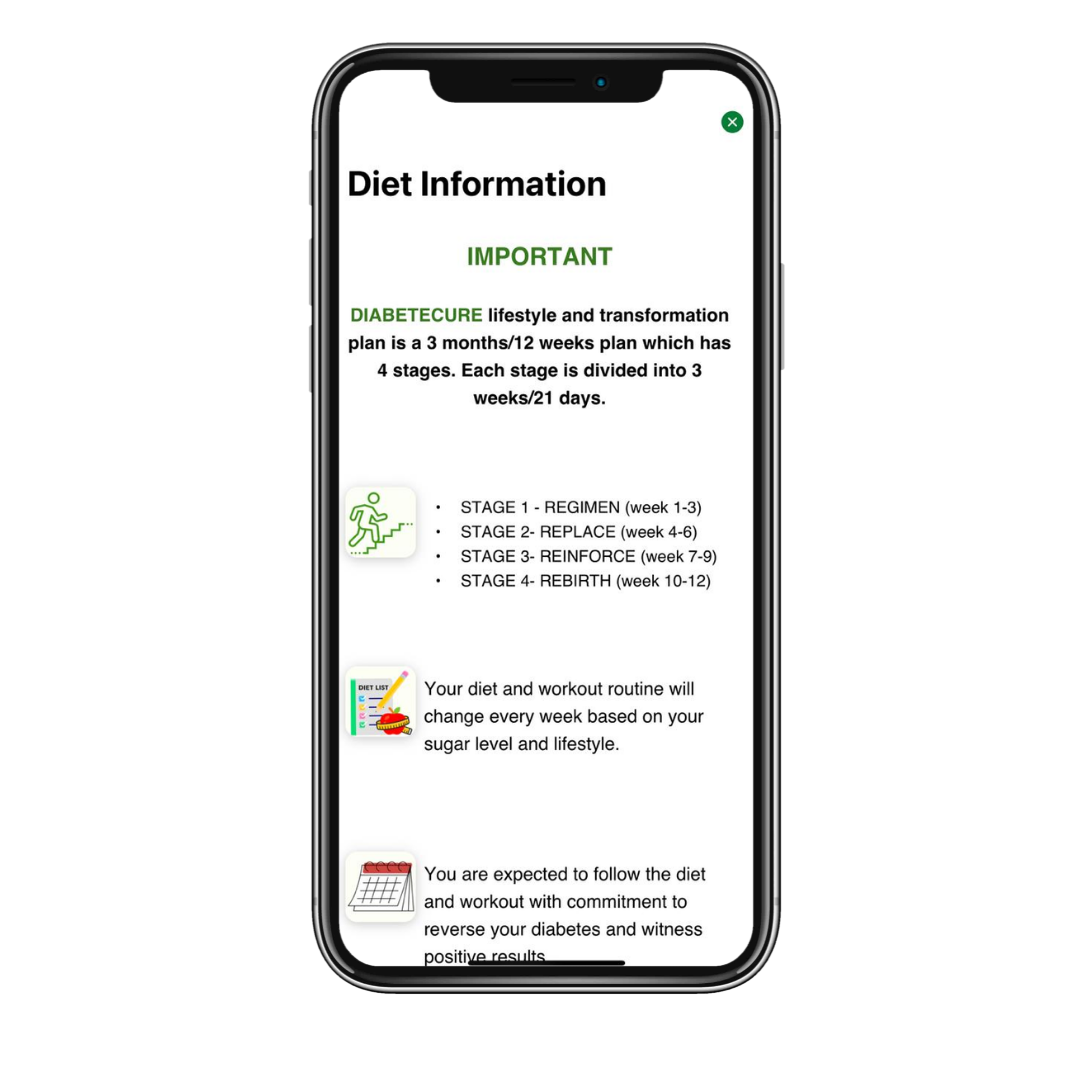 Diet Information
IMPORTANT
DIABETECURE lifestyle and transformation
plan is a 3 months/12 weeks plan which has
4 stages. Each stage is divided into 3
weeks/21 days.
• STAGE 1 - REGIMEN (week 1-3)
• STAGE 2- REPLACE (week 4-6)
• STAGE 3- REINFORCE (week 7-9)
• STAGE 4- REBIRTH (week 10-12)
DIET LIST
Your diet and workout routine will
change every week based on your
sugar level and lifestyle.
You are expected to follow the diet
and workout with commitment to
reverse your diabetes and witness
positive results